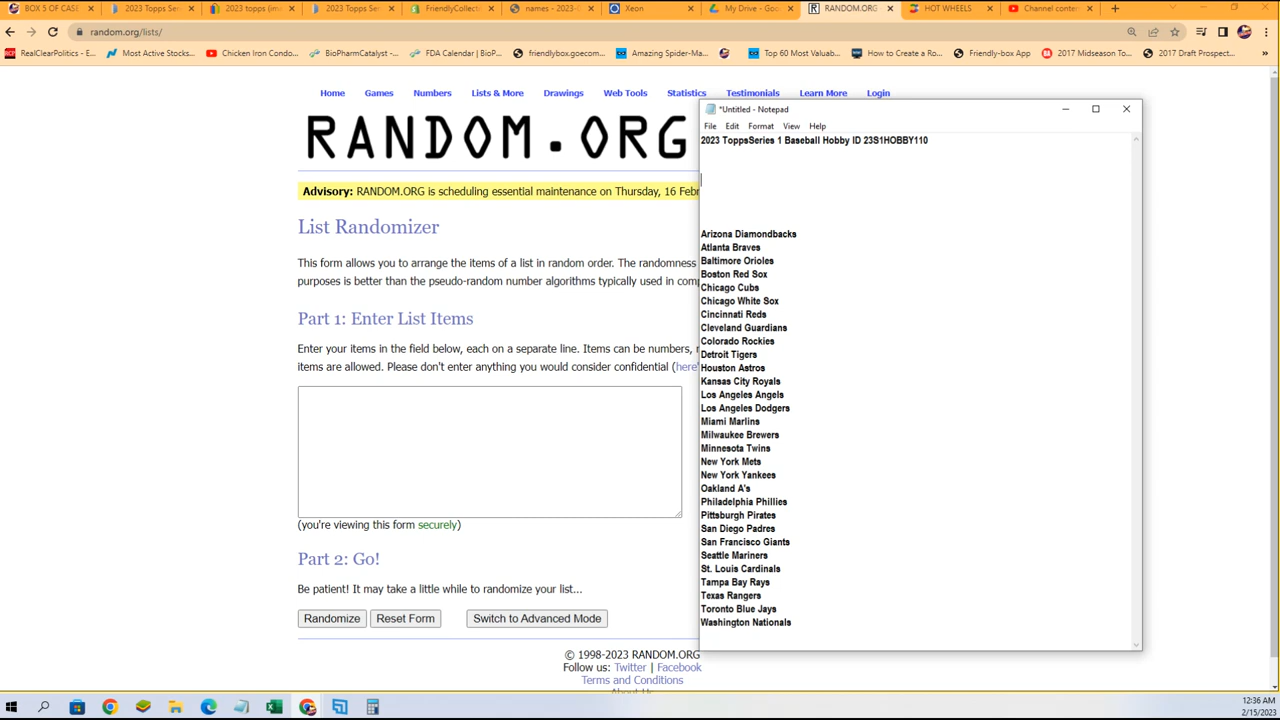 BOX 5 OF CASE
2023 Topps Seri
2023 topps (ima
2023 Topps Seri
FriendlyCollecti
names - 2023-0
Xeon
My Drive - Goo
RANDOM.ORG
HOT WHEELS
Channel conten
random.org/lists/
RealClearPolitics - E...
Most Active Stocks...
Chicken Iron Condo...
BioPharmCatalyst -...
FDA Calendar | BioP...
friendlybox.goecom...
Amazing Spider-Ma...
Top 60 Most Valuab...
How to Create a Ro...
Friendly-box App
2017 Midseason To...
2017 Draft Prospect...
»
Home Games Numbers Lists & More Drawings Web Tools Statistics Testimonials Learn More Login
RANDOM.ORG
Advisory: RANDOM.ORG is scheduling essential maintenance on Thursday, 16 Febr
List Randomizer
This form allows you to arrange the items of a list in random order. The randomness
purposes is better than the pseudo-random number algorithms typically used in comp
Part 1: Enter List Items
Enter your items in the field below, each on a separate line. Items can be numbers, n
items are allowed. Please don't enter anything you would consider confidential (here'
(you're viewing this form securely)
Part 2: Go!
Be patient! It may take a little while to randomize your list...
Randomize Reset Form Switch to Advanced Mode
© 1998-2023 RANDOM.ORG
Follow us: Twitter | Facebook
Terms and Conditions
About Us
*Untitled - Notepad
File Edit Format View Help
2023 ToppsSeries 1 Baseball Hobby ID 23S1HOBBY110
Arizona Diamondbacks
Atlanta Braves
Baltimore Orioles
Boston Red Sox
Chicago Cubs
Chicago White Sox
Cincinnati Reds
Cleveland Guardians
Colorado Rockies
Detroit Tigers
Houston Astros
Kansas City Royals
Los Angeles Angels
Los Angeles Dodgers
Miami Marlins
Milwaukee Brewers
Minnesota Twins
New York Mets
New York Yankees
Oakland A's
Philadelphia Phillies
Pittsburgh Pirates
San Diego Padres
San Francisco Giants
Seattle Mariners
St. Louis Cardinals
Tampa Bay Rays
Texas Rangers
Toronto Blue Jays
Washington Nationals
12:36 AM
2/15/2023